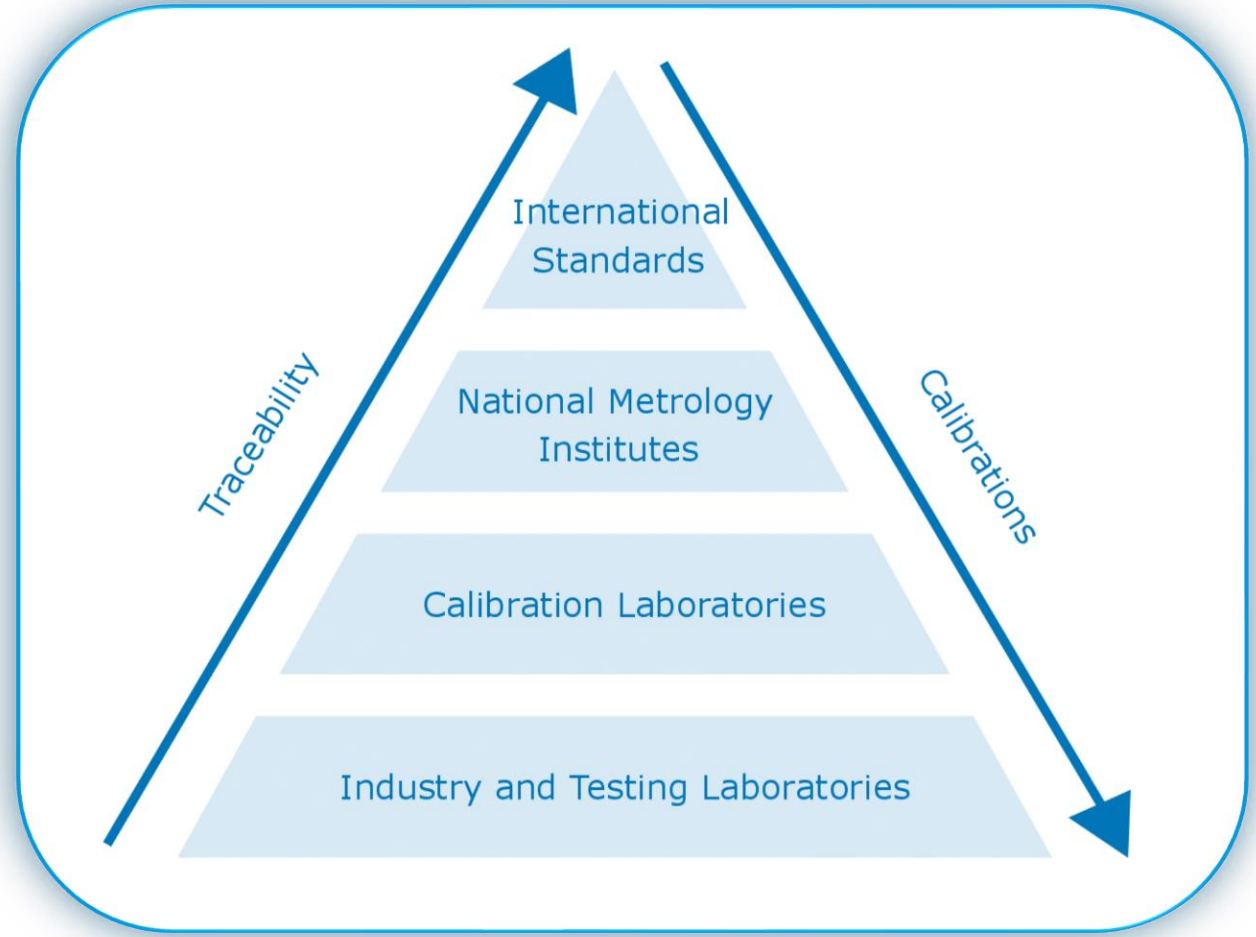 International
Standards
Traceability
National Metrology
Institutes
Calibrations
Calibration Laboratories
Industry and Testing Laboratories